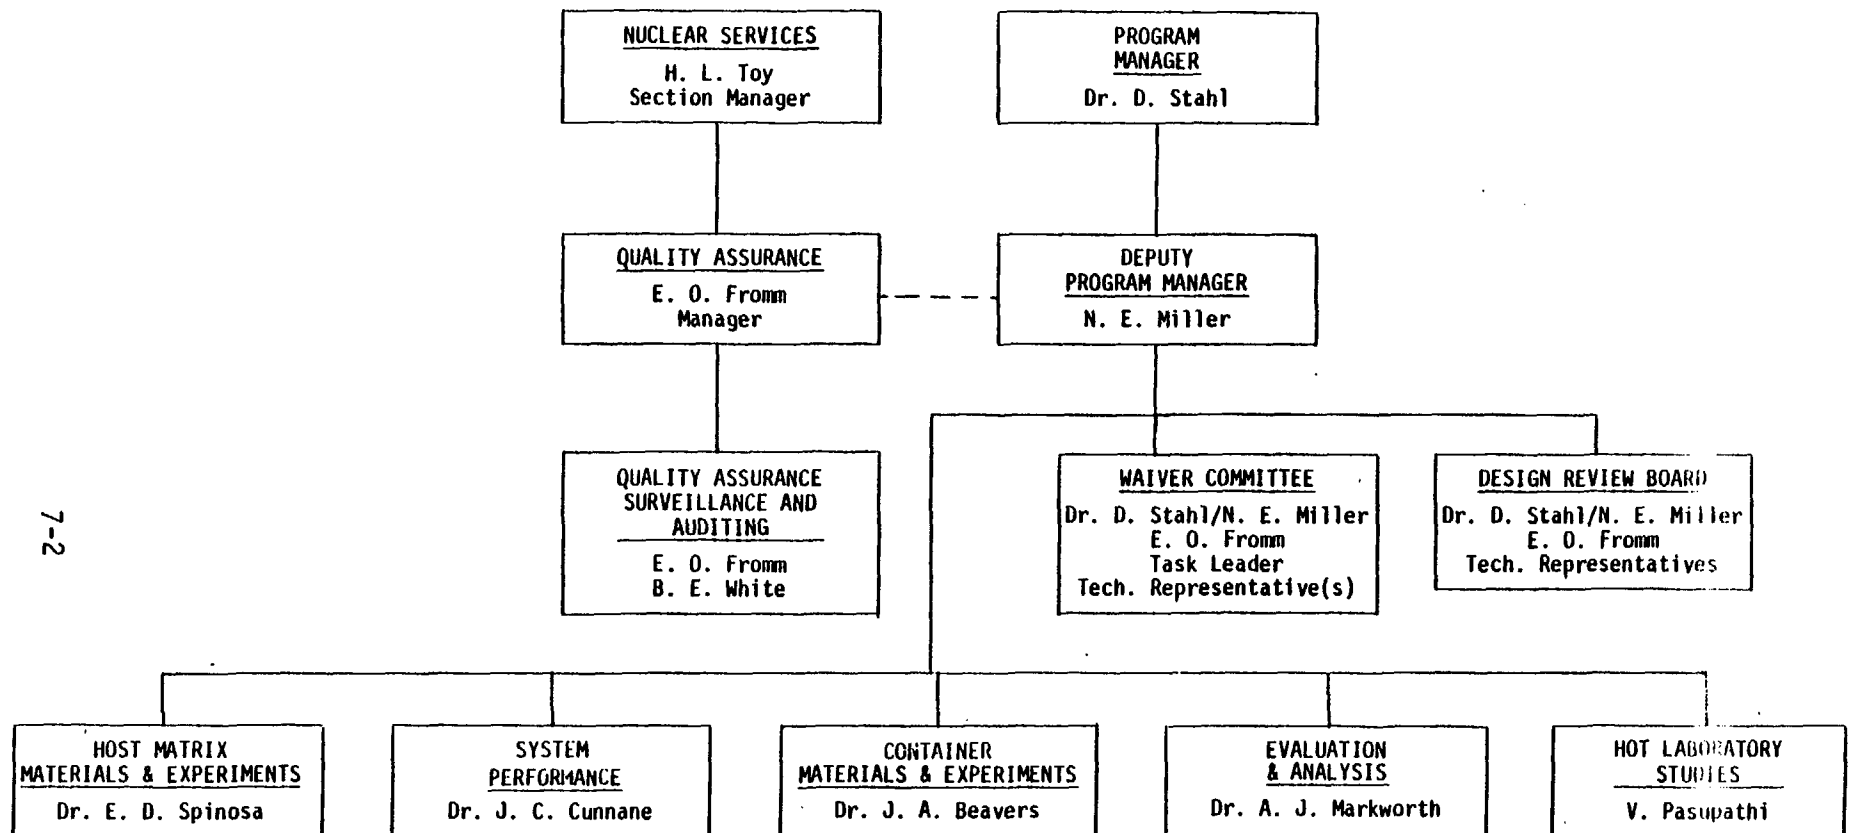 NUCLEAR SERVICES
H. L. Toy
Section Manager
PROGRAM
MANAGER
Dr. D. Stahl
QUALITY ASSURANCE
E. O. Fromm
Manager
DEPUTY
PROGRAM MANAGER
N. E. Miller
QUALITY ASSURANCE
SURVEILLANCE AND
AUDITING
E. O. Fromm
B. E. White
WAIVER COMMITTEE
Dr. D. Stahl/N. E. Miller
E. O. Fromm
Task Leader
Tech. Representative(s)
DESIGN REVIEW BOARD
Dr. D. Stahl/N. E. Miller
E. O. Fromm
Tech. Representatives
7-2
HOST MATRIX
MATERIALS & EXPERIMENTS
Dr. E. D. Spinosa
SYSTEM
PERFORMANCE
Dr. J. C. Cunnane
CONTAINER
MATERIALS & EXPERIMENTS
Dr. J. A. Beavers
EVALUATION
& ANALYSIS
Dr. A. J. Markworth
HOT LABORATORY
STUDIES
V. Pasupathi